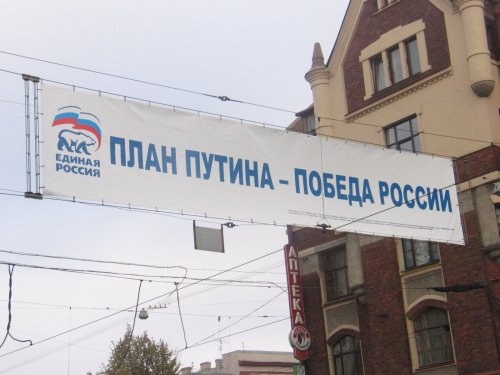 ЕДИНАЯ
РОССИЯ
ПЛАН ПУТИНА – ПОБЕДА РОССИИ
АПТЕКА